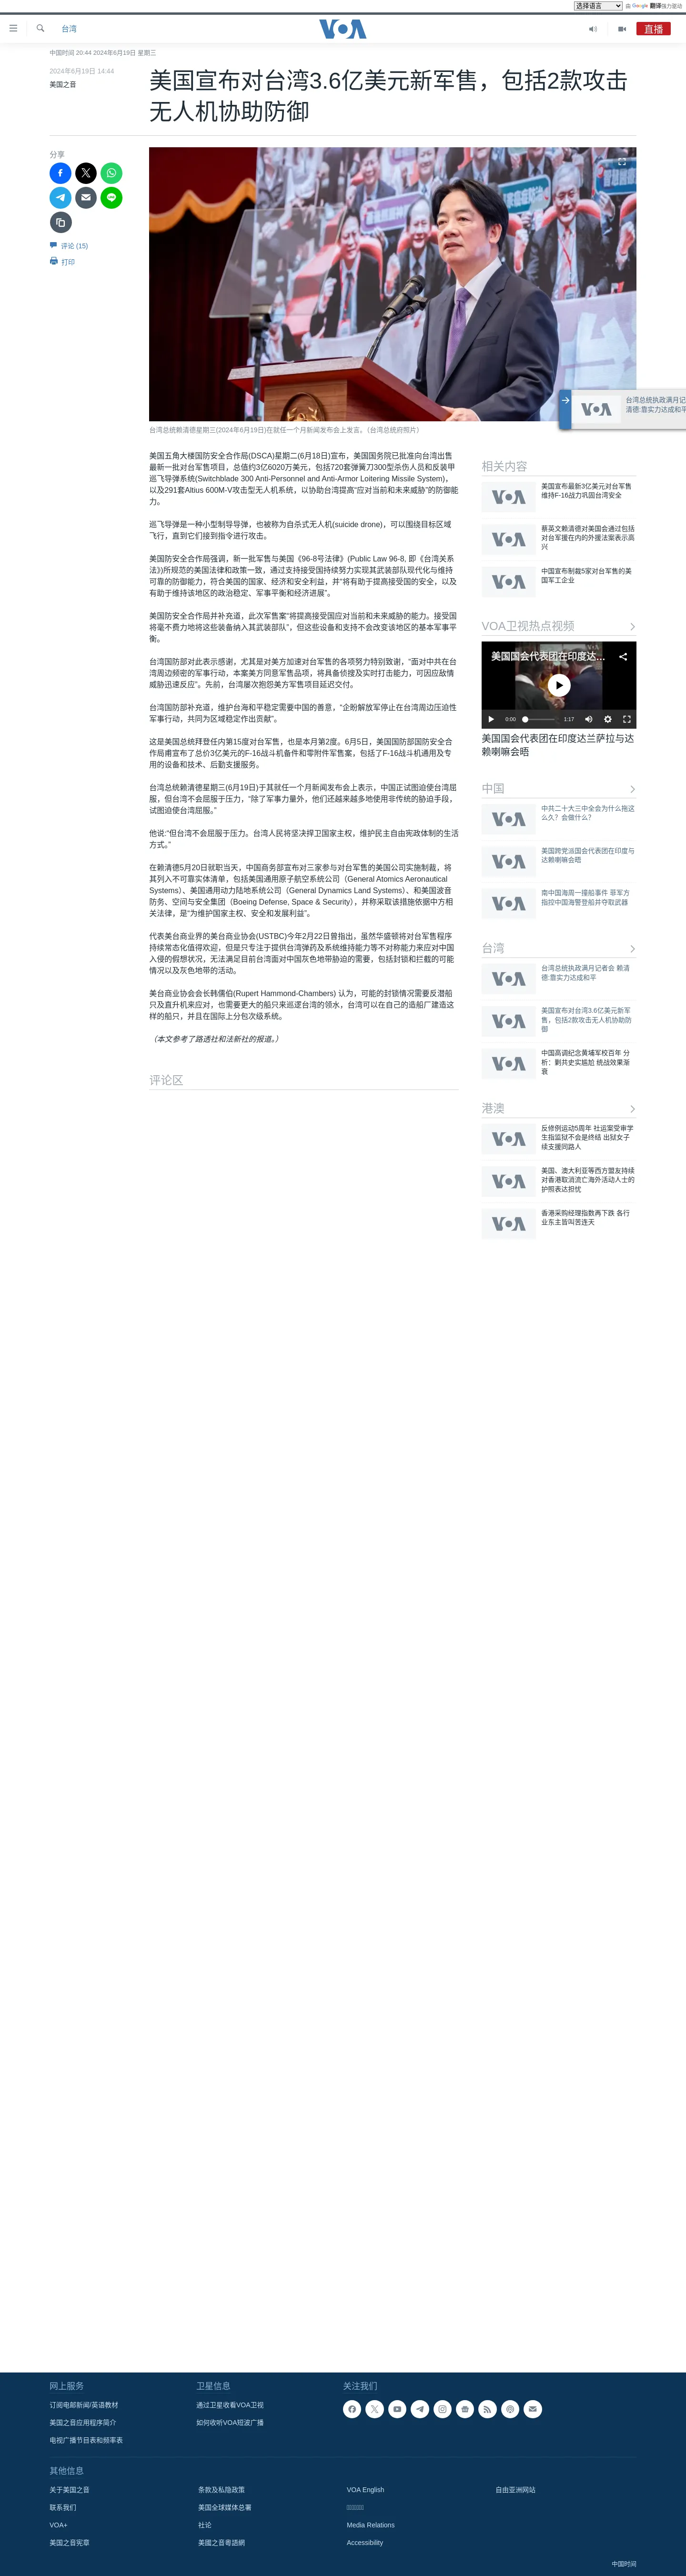 选择语言 由 Google 翻译强力驱动
台湾
VOA
直播
中国时间 20:44 2024年6月19日 星期三
2024年6月19日 14:44
美国之音
美国宣布对台湾3.6亿美元新军售，包括2款攻击
无人机协助防御
分享
评论 (15)
打印
台湾总统赖清德星期三(2024年6月19日)在就任一个月新闻发布会上发言。(台湾总统府照片）
台湾总统执政满月记
清德:靠实力达成和平
美国五角大楼国防安全合作局(DSCA)星期二(6月18日)宣布，美国国务院已批准向台湾出售
最新一批对台军售项目，总值约3亿6020万美元，包括720套弹簧刀300型杀伤人员和反装甲
巡飞导弹系统(Switchblade 300 Anti-Personnel and Anti-Armor Loitering Missile System)，
以及291套Altius 600M-V攻击型无人机系统，以协助台湾提高“应对当前和未来威胁”的防御能
力。
巡飞导弹是一种小型制导导弹，也被称为自杀式无人机(suicide drone)，可以围绕目标区域
飞行，直到它们接到指令进行攻击。
美国防安全合作局强调，新一批军售与美国《96-8号法律》(Public Law 96-8, 即《台湾关系
法》)所规范的美国法律和政策一致，通过支持接受国持续努力实现其武装部队现代化与维持
可靠的防御能力，符合美国的国家、经济和安全利益，并“将有助于提高接受国的安全，以及
有助于维持该地区的政治稳定、军事平衡和经济进展”。
美国防安全合作局并补充道，此次军售案“将提高接受国应对当前和未来威胁的能力。接受国
将毫不费力地将这些装备纳入其武装部队”，但这些设备和支持不会改变该地区的基本军事平
衡。
台湾国防部对此表示感谢，尤其是对美方加速对台军售的各项努力特别致谢，“面对中共在台
湾周边频密的军事行动，本案美方同意军售品项，将具备侦搜及实时打击能力，可因应敌情
威胁迅速反应”。先前，台湾屡次抱怨美方军售项目延迟交付。
台湾国防部补充道，维护台海和平稳定需要中国的善意，“企盼解放军停止在台湾周边压迫性
军事行动，共同为区域稳定作出贡献”。
这是美国总统拜登任内第15度对台军售，也是本月第2度。6月5日，美国国防部国防安全合
作局甫宣布了总价3亿美元的F-16战斗机备件和零附件军售案，包括了F-16战斗机通用及专
用的设备和技术、后勤支援服务。
台湾总统赖清德星期三(6月19日)于其就任一个月新闻发布会上表示，中国正试图迫使台湾屈
服，但台湾不会屈服于压力，“除了军事力量外，他们还越来越多地使用非传统的胁迫手段，
试图迫使台湾屈服。”
他说:“但台湾不会屈服于压力。台湾人民将坚决捍卫国家主权，维护民主自由宪政体制的生活
方式。”
在赖清德5月20日就职当天，中国商务部宣布对三家参与对台军售的美国公司实施制裁，将
其列入不可靠实体清单，包括美国通用原子航空系统公司（General Atomics Aeronautical
Systems)）、美国通用动力陆地系统公司（General Dynamics Land Systems）、和美国波音
防务、空间与安全集团（Boeing Defense, Space & Security），并称采取该措施依据中方相
关法律，是“为维护国家主权、安全和发展利益”。
代表美台商业界的美台商业协会(USTBC)今年2月22日曾指出，虽然华盛顿将对台军售程序
持续常态化值得欢迎，但是只专注于提供台湾弹药及系统维持能力等不对称能力来应对中国
入侵的假想状况，无法满足目前台湾面对中国灰色地带胁迫的需要，包括封锁和拦截的可能
情况以及灰色地带的活动。
美台商业协会会长韩儒伯(Rupert Hammond-Chambers) 认为，可能的封锁情况需要反潜船
只及直升机来应对，也需要更大的船只来巡逻台湾的领水，台湾可以在自己的造船厂建造这
样的船只，并且在国际上分包次级系统。
（本文参考了路透社和法新社的报道。）
评论区
相关内容
美国宣布最新3亿美元对台军售
维持F-16战力巩固台湾安全
蔡英文赖清德对美国会通过包括
对台军援在内的外援法案表示高
兴
中国宣布制裁5家对台军售的美
国军工企业
VOA卫视热点视频
美国国会代表团在印度达...
0:00 1:17
美国国会代表团在印度达兰萨拉与达
赖喇嘛会晤
中国
中共二十大三中全会为什么拖这
么久？会做什么？
美国跨党派国会代表团在印度与
达赖喇嘛会晤
南中国海周一撞船事件 菲军方
指控中国海警登船并夺取武器
台湾
台湾总统执政满月记者会 赖清
德:靠实力达成和平
美国宣布对台湾3.6亿美元新军
售，包括2款攻击无人机协助防
御
中国高调纪念黄埔军校百年 分
析：剿共史实尴尬 统战效果渐
衰
港澳
反修例运动5周年 社运案受审学
生指监狱不会是终结 出狱女子
续支援同路人
美国、澳大利亚等西方盟友持续
对香港取消流亡海外活动人士的
护照表达担忧
香港采购经理指数再下跌 各行
业东主皆叫苦连天
网上服务
订阅电邮新闻/英语教材
美国之音应用程序简介
电视广播节目表和频率表
卫星信息
通过卫星收看VOA卫视
如何收听VOA短波广播
关注我们
其他信息
关于美国之音 条款及私隐政策 VOA English 自由亚洲网站
联系我们 美国全球媒体总署
VOA+ 社论 Media Relations
美国之音宪章 美國之音粵語網 Accessibility
中国时间